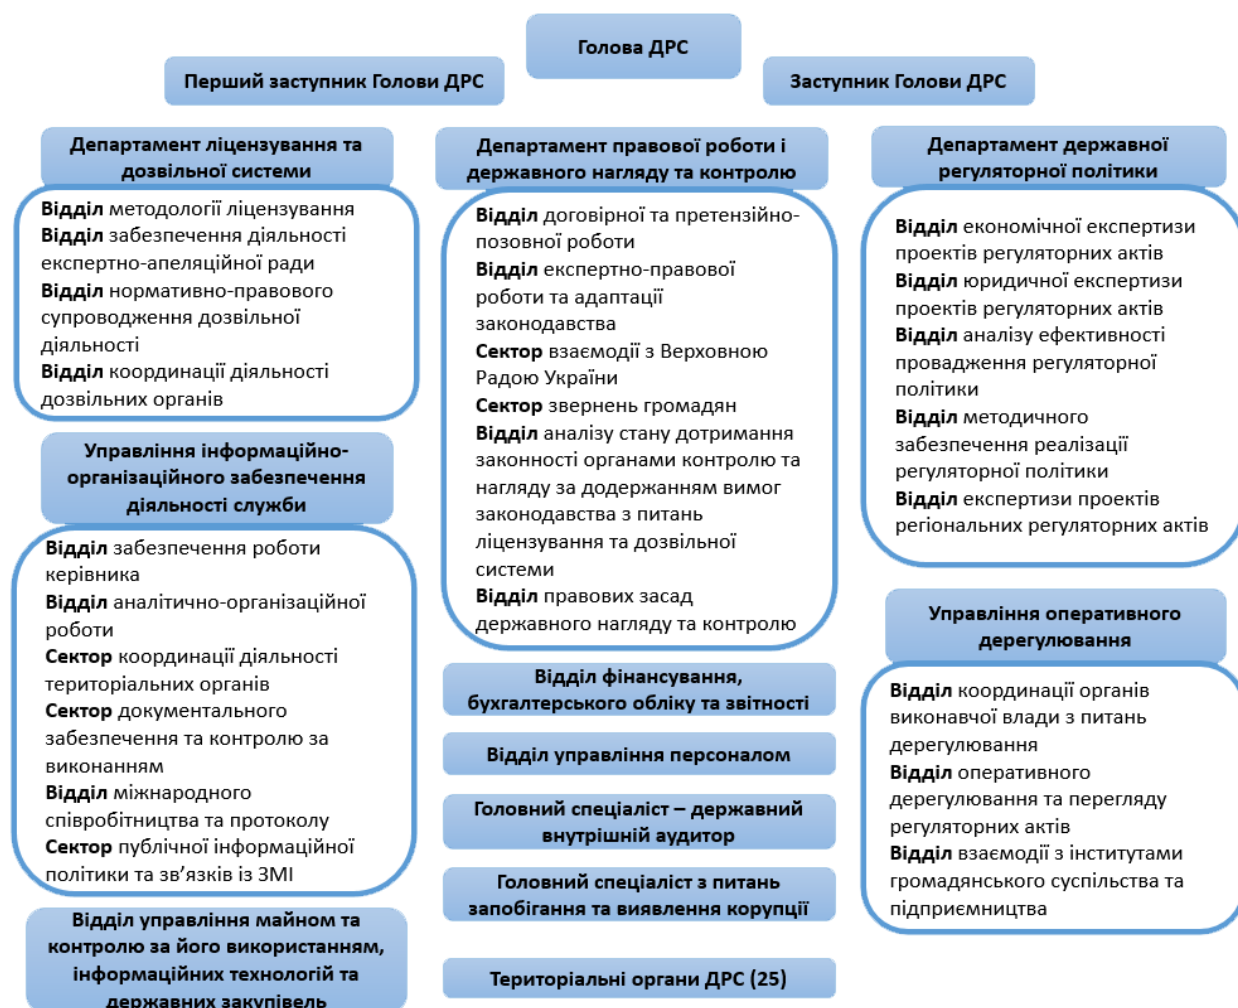 Голова ДРС
Перший заступник Голови ДРС
Заступник Голови ДРС
Департамент ліцензування та
дозвільної системи
Відділ методології ліцензування
Відділ забезпечення діяльності
експертно-апеляційної ради
Відділ нормативно-правового
супроводження дозвільної
діяльності
Відділ координації діяльності
дозвільних органів
Управління інформаційно-
організаційного забезпечення
діяльності служби
Відділ забезпечення роботи
керівника
Відділ аналітично-організаційної
роботи
Сектор координації діяльності
територіальних органів
Сектор документального
забезпечення та контролю за
виконанням
Відділ міжнародного
співробітництва та протоколу
Сектор публічної інформаційної
політики та зв’язків із ЗМІ
Відділ управління майном та
контролю за його використанням,
інформаційних технологій та
державних закупівель
Департамент правової роботи і
державного нагляду та контролю
Відділ договірної та претензійно-
позовної роботи
Відділ експертно-правової
роботи та адаптації
законодавства
Сектор взаємодії з Верховною
Радою України
Сектор звернень громадян
Відділ аналізу стану дотримання
законності органами контролю та
нагляду за додержанням вимог
законодавства з питань
ліцензування та дозвільної
системи
Відділ правових засад
державного нагляду та контролю
Відділ фінансування,
бухгалтерського обліку та звітності
Відділ управління персоналом
Головний спеціаліст – державний
внутрішній аудитор
Головний спеціаліст з питань
запобігання та виявлення корупції
Територіальні органи ДРС (25)
Департамент державної
регуляторної політики
Відділ економічної експертизи
проектів регуляторних актів
Відділ юридичної експертизи
проектів регуляторних актів
Відділ аналізу ефективності
провадження регуляторної
політики
Відділ методичного
забезпечення реалізації
регуляторної політики
Відділ експертизи проектів
регіональних регуляторних актів
Управління оперативного
дерегулювання
Відділ координації органів
виконавчої влади з питань
дерегулювання
Відділ оперативного
дерегулювання та перегляду
регуляторних актів
Відділ взаємодії з інститутами
громадянського суспільства та
підприємництва